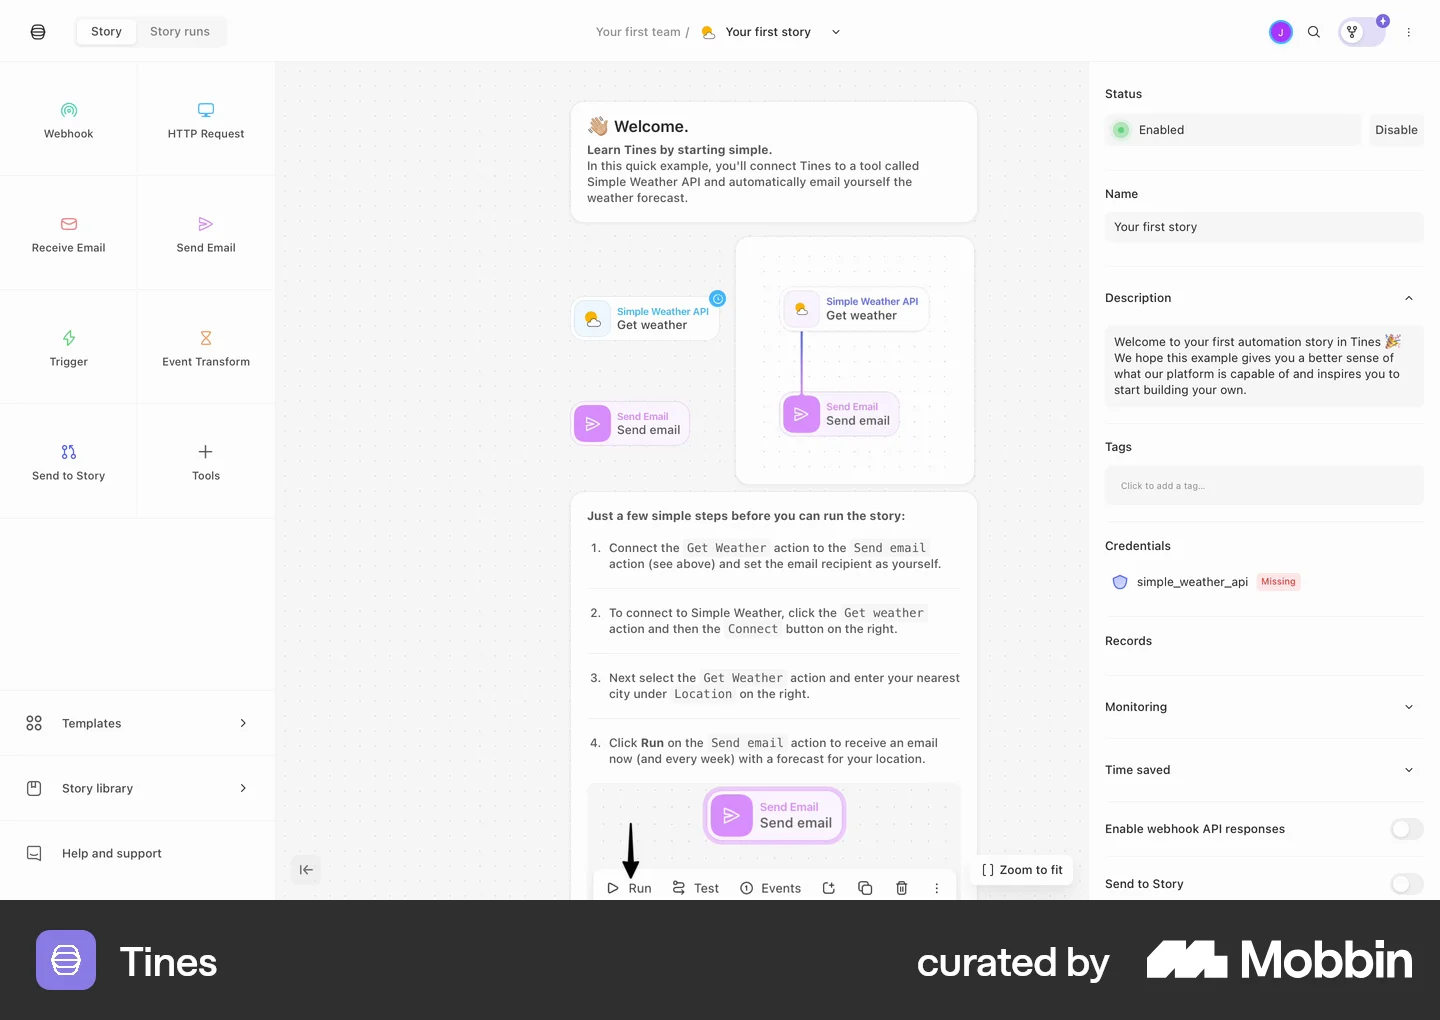 Story
Story runs
Your first team /
Your first story
J
Webhook
HTTP Request
Receive Email
Send Email
Trigger
Event Transform
Send to Story
Tools
Templates
Story library
Help and support
Welcome.
Learn Tines by starting simple.
In this quick example, you'll connect Tines to a tool called
Simple Weather API and automatically email yourself the
weather forecast.
Simple Weather API
Get weather
Send Email
Send email
Simple Weather API
Get weather
Send Email
Send email
Just a few simple steps before you can run the story:
1. Connect the Get Weather action to the Send email
action (see above) and set the email recipient as yourself.
2. To connect to Simple Weather, click the Get weather
action and then the Connect button on the right.
3. Next select the Get Weather action and enter your nearest
city under Location on the right.
4. Click Run on the Send email action to receive an email
now (and every week) with a forecast for your location.
Send Email
Send email
Run
Test
Events
Zoom to fit
Status
Enabled
Disable
Name
Your first story
Description
Welcome to your first automation story in Tines
We hope this example gives you a better sense of
what our platform is capable of and inspires you to
start building your own.
Tags
Click to add a tag...
Credentials
simple_weather_api
Missing
Records
Monitoring
Time saved
Enable webhook API responses
Send to Story
Tines
curated by
Mobbin